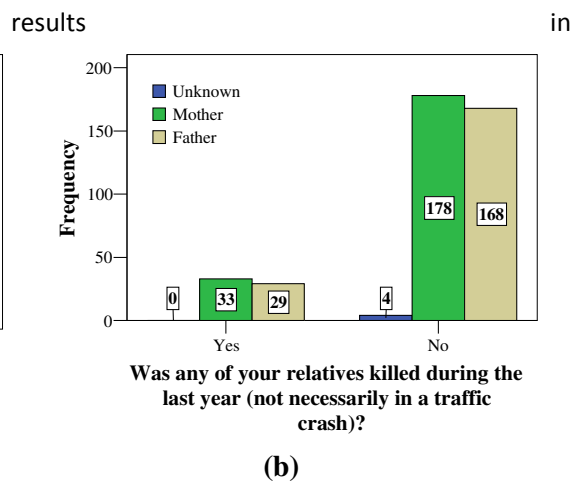 results in
200
150
100
50
0
Frequency
Unknown
Mother
Father
0
33
29
4
178
168
Yes No
Was any of your relatives killed during the
last year (not necessarily in a traffic
crash)?
(b)